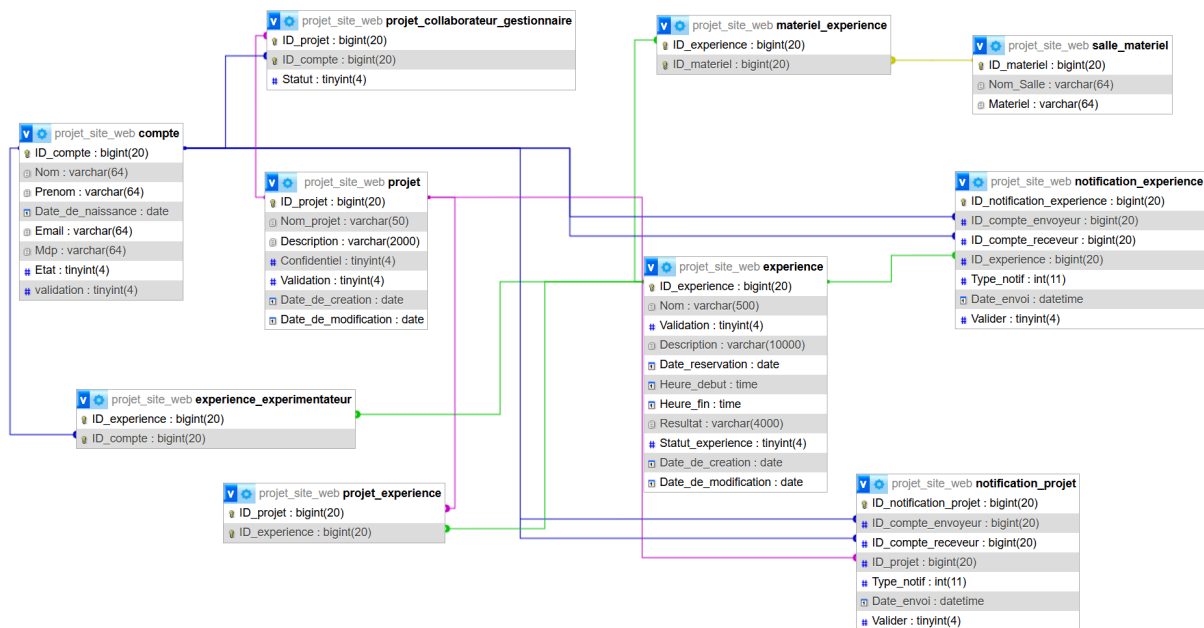 projet_site_web projet_collaborateur_gestionnaire
ID_projet : bigint(20)
ID_compte : bigint(20)
Statut : tinyint(4)
projet_site_web materiel_experience
ID_experience : bigint(20)
ID_materiel : bigint(20)
projet_site_web salle_materiel
ID_materiel : bigint(20)
Nom_Salle : varchar(64)
Materiel : varchar(64)
projet_site_web compte
ID_compte : bigint(20)
Nom : varchar(64)
Prenom : varchar(64)
Date_de_naissance : date
Email : varchar(64)
Mdp : varchar(64)
Etat : tinyint(4)
validation : tinyint(4)
projet_site_web projet
ID_projet : bigint(20)
Nom_projet : varchar(50)
Description : varchar(2000)
Confidentiel : tinyint(4)
Validation : tinyint(4)
Date_de_creation : date
Date_de_modification : date
projet_site_web notification_experience
ID_notification_experience : bigint(20)
ID_compte_envoyeur : bigint(20)
ID_compte_receveur : bigint(20)
ID_experience : bigint(20)
Type_notif : int(11)
Date_envoi : datetime
Valider : tinyint(4)
projet_site_web experience
ID_experience : bigint(20)
Nom : varchar(500)
Validation : tinyint(4)
Description : varchar(10000)
Date_reservation : date
Heure_debut : time
Heure_fin : time
Resultat : varchar(4000)
Statut_experience : tinyint(4)
Date_de_creation : date
Date_de_modification : date
projet_site_web experience_experimentateur
ID_experience : bigint(20)
ID_compte : bigint(20)
projet_site_web projet_experience
ID_projet : bigint(20)
ID_experience : bigint(20)
projet_site_web notification_projet
ID_notification_projet : bigint(20)
ID_compte_envoyeur : bigint(20)
ID_compte_receveur : bigint(20)
ID_projet : bigint(20)
Type_notif : int(11)
Date_envoi : datetime
Valider : tinyint(4)